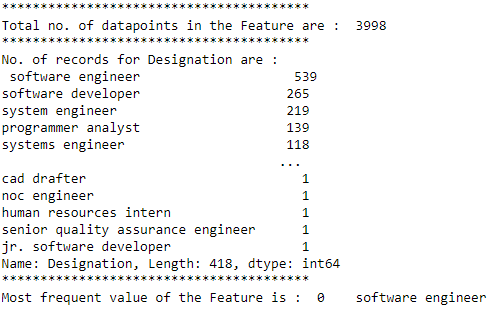 ****************************************
Total no. of datapoints in the Feature are :  3998
****************************************
No. of records for Designation are :
 software engineer                    539
software developer                   265
system engineer                      219
programmer analyst                   139
systems engineer                     118
                                    ...
cad drafter                            1
noc engineer                           1
human resources intern                 1
senior quality assurance engineer      1
jr. software developer                 1
Name: Designation, Length: 418, dtype: int64
****************************************
Most frequent value of the Feature is :  0    software engineer